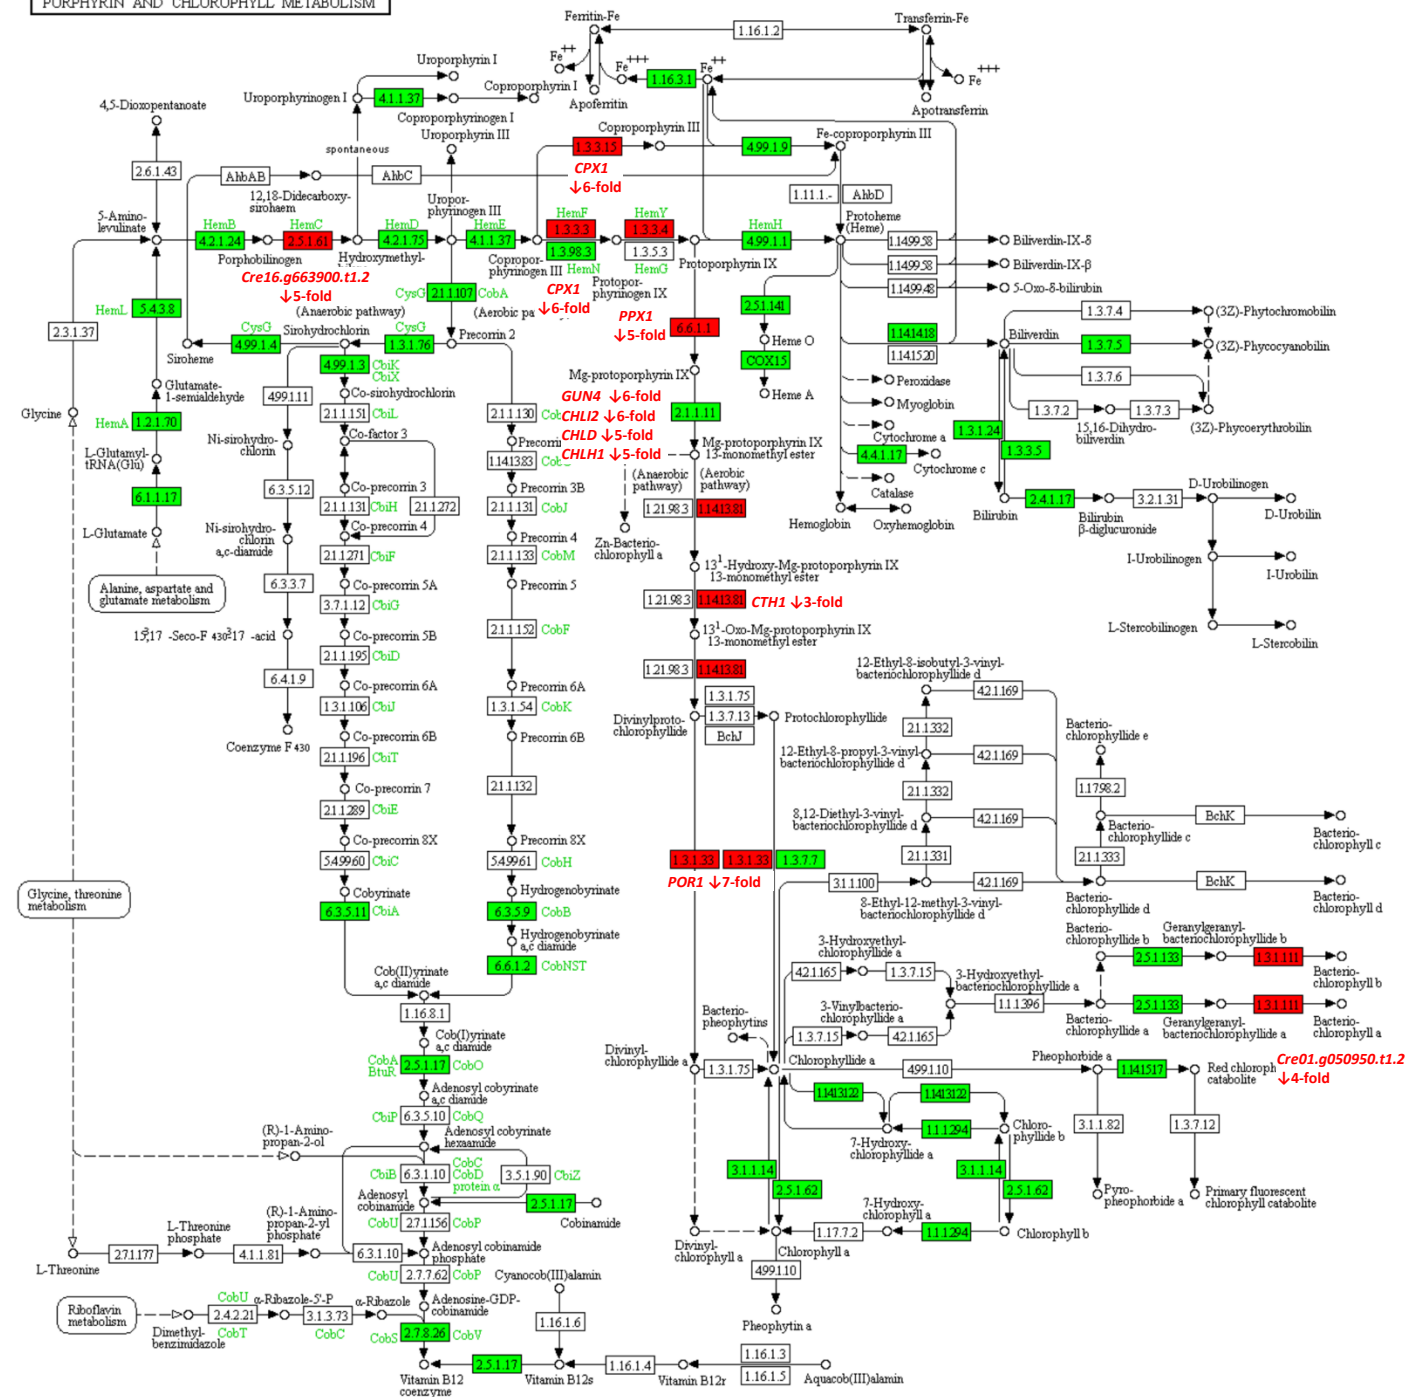 PORPHYRIN AND CHLOROPHYLL METABOLISM
Ferritin-Fe
1.16.1.2
Transferrin-Fe
Fe++
Fe+++
1.16.3.1
Fe++
Fe+++
Apoferritin
Apotransferrin
Uroporphyrin I
Uroporphyrinogen I
4.1.1.37
Coproporphyrin I
Coproporphyrinogen I
Uroporphyrin III
4,5-Dioxopentanoate
spontaneous
2.6.1.43
AhbAB
AhbC
12,18-Didecarboxy-
sirohaem
Coproporphyrin III
1.3.3.15
CPX1
↓6-fold
4.99.1.9
Fe-coproporphyrin III
1.11.1.-
AhbD
Protoheme
(Heme)
5-Amino-
levulinate
HemB
4.2.1.24
Porphobilinogen
HemC
2.5.1.61
Hydroxymethyl-
HemD
4.2.1.75
Uropor-
phyrinogen III
HemE
4.1.1.37
Copropor-
phyrinogen III
HemF
1.3.3.3
1.3.98.3
HemN
Protopor-
phyrinogen IX
HemY
1.3.3.4
1.3.5.3
HemG
Protoporphyrin IX
HemH
4.99.1.1
Cre16.g663900.t1.2
↓5-fold
CPX1
↓6-fold
(Anaerobic pathway)
(Aerobic pa
CysG
2.1.1.107
CobA
1.14.99.58
Biliverdin-IX-δ
1.14.99.58
Biliverdin-IX-β
1.14.99.48
5-Oxo-δ-bilirubin
2.3.1.37
HemL
5.4.3.8
CysG
4.99.1.4
Siroheme
Sirohydrochlorin
CysG
1.3.1.76
Precorrin 2
PPX1
↓5-fold
6.6.1.1
2.5.1.141
Heme O
COX15
Heme A
1.14.14.18
1.14.15.20
Biliverdin
1.3.7.4
(3Z)-Phytochromobilin
1.3.7.5
(3Z)-Phycocyanobilin
1.3.7.6
1.3.7.2
1.3.7.3
15,16-Dihydro-
biliverdin
(3Z)-Phycoerythrobilin
Peroxidase
Myoglobin
Cytochrome a
4.4.1.17
Cytochrome c
Catalase
Hemoglobin
Oxyhemoglobin
1.3.1.24
1.3.3.5
Bilirubin
2.4.1.17
Bilirubin
β-diglucuronide
3.2.1.31
D-Urobilinogen
D-Urobilin
I-Urobilinogen
I-Urobilin
L-Stercobilinogen
L-Stercobilin
Glycine
Glutamate-
1-semialdehyde
HemA
1.2.1.70
L-Glutamyl-
tRNA(Glu)
6.1.1.17
L-Glutamate
Alanine, aspartate and
glutamate metabolism
4.99.1.3
CbiK
CbiX
Co-sirohydrochlorin
4.99.1.11
2.1.1.151
CbiL
Co-factor 3
Ni-sirohydro-
chlorin
Co-precorrin 3
6.3.5.12
2.1.1.131
CbiH
2.1.1.272
Co-precorrin 4
Ni-sirohydro-
chlorin
a,c-diamide
2.1.1.271
CbiF
Co-precorrin 5A
6.3.3.7
3.7.1.12
CbiG
Co-precorrin 5B
2.1.1.195
CbiD
6.4.1.9
Co-precorrin 6A
1.3.1.106
CbiJ
Coenzyme F 430
Co-precorrin 6B
2.1.1.196
CbiT
Co-precorrin 7
2.1.1.289
CbiE
Co-precorrin 8X
5.4.99.60
CbiC
Cobyrinate
6.3.5.11
CbiA
2.1.1.130
1.14.13.83
Precorrin 3B
2.1.1.131
CobJ
Precorrin 4
2.1.1.133
CobM
Precorrin 5
2.1.1.152
CobF
Precorrin 6A
1.3.1.54
CobK
Precorrin 6B
2.1.1.132
Precorrin 8X
5.4.99.61
CobH
Hydrogenobyrinate
6.3.5.9
CobB
Hydrogenobyrinate
a,c diamide
6.6.1.2
CobNST
Mg-protoporphyrin IX
GUN4 ↓6-fold
CHLI2 ↓6-fold
CHLD ↓5-fold
CHLH1 ↓5-fold
2.1.1.11
Mg-protoporphyrin IX
13-monomethyl ester
(Anaerobic
pathway)
(Aerobic
pathway)
1.21.98.3
1.14.13.81
Zn-Bacterio-
chlorophyll a
13¹-Hydroxy-Mg-protoporphyrin IX
13-monomethyl ester
1.21.98.3
1.14.13.81
CTH1 ↓3-fold
13¹-Oxo-Mg-protoporphyrin IX
13-monomethyl ester
1.21.98.3
1.14.13.81
1.3.1.75
1.3.7.13
BchJ
Divinylproto-
chlorophyllide
Protochlorophyllide
1.3.1.33
1.3.1.33
1.3.7.7
POR1 ↓7-fold
12-Ethyl-8-isobutyl-3-vinyl-
bacteriochlorophyllide d
4.2.1.169
2.1.1.332
12-Ethyl-8-propyl-3-vinyl-
bacteriochlorophyllide d
4.2.1.169
2.1.1.332
8,12-Diethyl-3-vinyl-
bacteriochlorophyllide d
4.2.1.169
2.1.1.331
3.1.1.100
8-Ethyl-12-methyl-3-vinyl-
bacteriochlorophyllide d
4.2.1.169
Bacterio-
chlorophyllide e
1.17.98.2
Bacterio-
chlorophyllide c
BchK
Bacterio-
chlorophyll c
2.1.1.333
BchK
Bacterio-
chlorophyllide d
Bacterio-
chlorophyll d
Glycine, threonine
metabolism
3-Hydroxyethyl-
chlorophyllide a
4.2.1.165
1.3.7.15
3-Vinylbacterio-
chlorophyllide a
1.3.7.15
4.2.1.165
3-Hydroxyethyl-
bacteriochlorophyllide a
1.1.1.396
Bacterio-
chlorophyllide b
2.5.1.133
Geranylgeranyl-
bacteriochlorophyllide b
1.3.1.111
Bacterio-
chlorophyll b
Bacterio-
chlorophyllide a
2.5.1.133
Geranylgeranyl-
bacteriochlorophyllide a
1.3.1.111
Bacterio-
chlorophyll a
Cre01.g050950.t1.2
↓4-fold
Bacterio-
pheophytins
Divinyl-
chlorophyllide a
1.3.1.75
Chlorophyllide a
4.99.1.10
Pheophorbide a
1.14.15.17
Red chloroph
catabolite
3.1.1.82
1.3.7.12
Pyro-
pheophorbide a
Primary fluorescent
chlorophyll catabolite
1.14.13.122
1.14.13.122
1.1.1.294
7-Hydroxy-
chlorophyllide a
Chloro-
phyllide b
3.1.1.14
2.5.1.62
3.1.1.14
2.5.1.62
7-Hydroxy-
chlorophyll a
1.17.7.2
1.1.1.294
Chlorophyll b
Divinyl-
chlorophyll a
Chlorophyll a
4.99.1.10
Pheophytin a
Cob(II)yrinate
a,c diamide
1.16.8.1
Cob(I)yrinate
a,c diamide
CobA
BtuR
2.5.1.17
CobO
Adenosyl cobyrinate
a,c diamide
CbiP
6.3.5.10
CobQ
Adenosyl cobyrinate
hexaamide
(R)-1-Amino-
propan-2-ol
CbiB
6.3.1.10
CobC
CobD
protein α
3.5.1.90
CbiZ
Adenosyl
cobinamide
2.5.1.17
Cobinamide
CobU
2.7.1.156
CobP
L-Threonine
2.7.1.177
L-Threonine
phosphate
4.1.1.81
(R)-1-Amino-
propan-2-yl
phosphate
6.3.1.10
Adenosyl cobinamide
phosphate
CobU
2.7.7.62
CobP
Cyanocob(III)alamin
Riboflavin
metabolism
Dimethyl-
benzimidazole
CobU
2.4.2.21
CobT
α-Ribazole-5'-P
3.1.3.73
CobC
α-Ribazole
Adenosine-GDP-
cobinamide
CobS
2.7.8.26
CobV
1.16.1.6
Vitamin B12
coenzyme
2.5.1.17
Vitamin B12s
1.16.1.4
Vitamin B12r
1.16.1.3
1.16.1.5
Aquacob(III)alamin